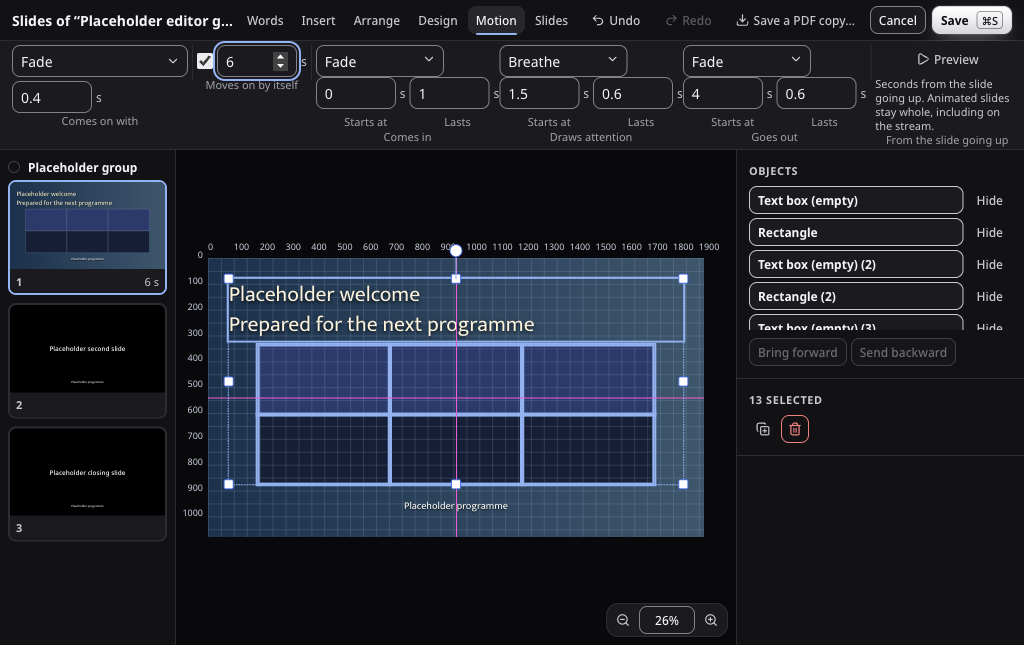 Slides of “Placeholder editor g...
Words
Insert
Arrange
Design
Motion
Slides
Undo
Redo
Save a PDF copy...
Cancel
Save ⌘S
Fade
0.4 s
Comes on with
6 s
Moves on by itself
Fade
0 s
1 s
Starts at
Lasts
Comes in
Breathe
1.5 s
0.6 s
Starts at
Lasts
Draws attention
Fade
4 s
0.6 s
Starts at
Lasts
Goes out
Preview
Seconds from the slide
going up. Animated slides
stay whole, including on
the stream.
From the slide going up
Placeholder group
Placeholder welcome
Prepared for the next programme
Placeholder programme
1
6 s
Placeholder second slide
Placeholder programme
2
Placeholder closing slide
Placeholder programme
3
0 100 200 300 400 500 600 700 800 900 1000 1100 1200 1300 1400 1500 1600 1700 1800 1900
0
100
200
300
400
500
600
700
800
900
1000
Placeholder welcome
Prepared for the next programme
Placeholder programme
26%
OBJECTS
Text box (empty)
Hide
Rectangle
Hide
Text box (empty) (2)
Hide
Rectangle (2)
Hide
Text box (empty) (3)
Hide
Bring forward
Send backward
13 SELECTED